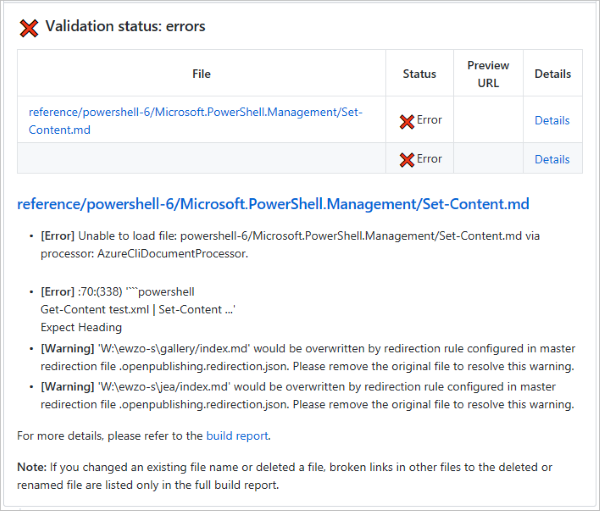 Validation status: errors
File Status Preview URL Details
reference/powershell-6/Microsoft.PowerShell.Management/Set-
Content.md
Error Details
Error Details
reference/powershell-6/Microsoft.PowerShell.Management/Set-Content.md
• [Error] Unable to load file: powershell-6/Microsoft.PowerShell.Management/Set-Content.md via
processor: AzureCliDocumentProcessor.
• [Error] :70:(338) '```powershell
Get-Content test.xml | Set-Content ...'
Expect Heading
• [Warning] 'W:\ewzo-s\gallery/index.md' would be overwritten by redirection rule configured in master
redirection file .openpublishing.redirection.json. Please remove the original file to resolve this warning.
• [Warning] 'W:\ewzo-s\jea/index.md' would be overwritten by redirection rule configured in master
redirection file .openpublishing.redirection.json. Please remove the original file to resolve this warning.
For more details, please refer to the build report.
Note: If you changed an existing file name or deleted a file, broken links in other files to the deleted or
renamed file are listed only in the full build report.